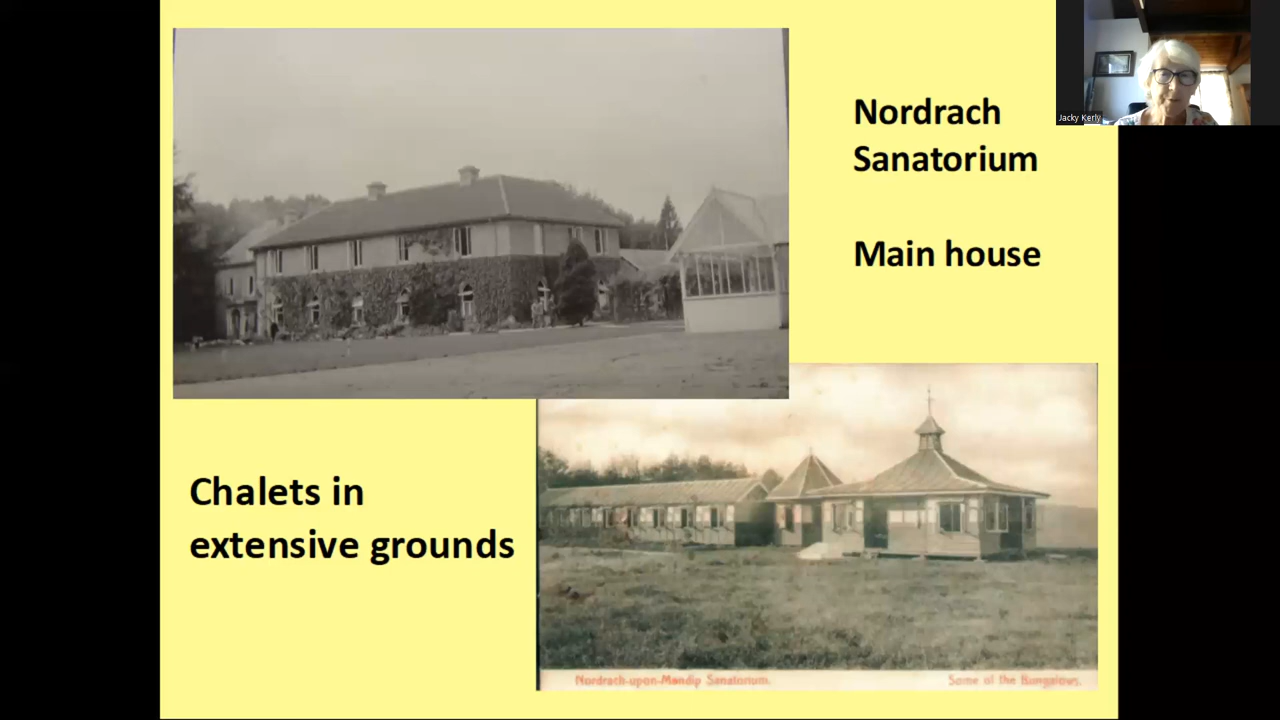 Nordrach
Sanatorium
Main house
Jacky Kerly
Chalets in
extensive grounds
Nordrach-upon-Mendip Sanatorium.
Some of the Bungalows.